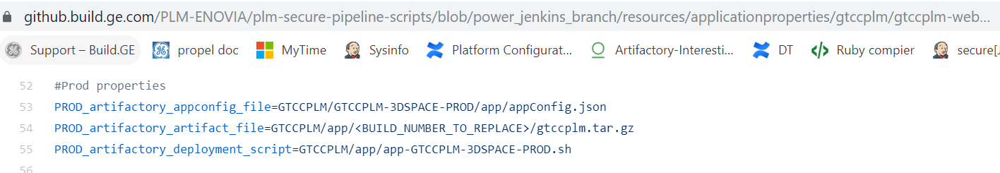 github.build.ge.com/PLM-ENOVIA/plm-secure-pipeline-scripts/blob/power_jenkins_branch/resources/applicationproperties/gtccplm/gtccplm-web...
Support – Build.GE propel doc MyTime Sysinfo Platform Configurat... Artifactory-Interesti... DT Ruby compier secure[J
52 #Prod properties
53 PROD_artifactory_appconfig_file=GTCCPLM/GTCCPLM-3DSPACE-PROD/app/appConfig.json
54 PROD_artifactory_artifact_file=GTCCPLM/app/<BUILD_NUMBER_TO_REPLACE>/gtccplm.tar.gz
55 PROD_artifactory_deployment_script=GTCCPLM/app/app-GTCCPLM-3DSPACE-PROD.sh
56